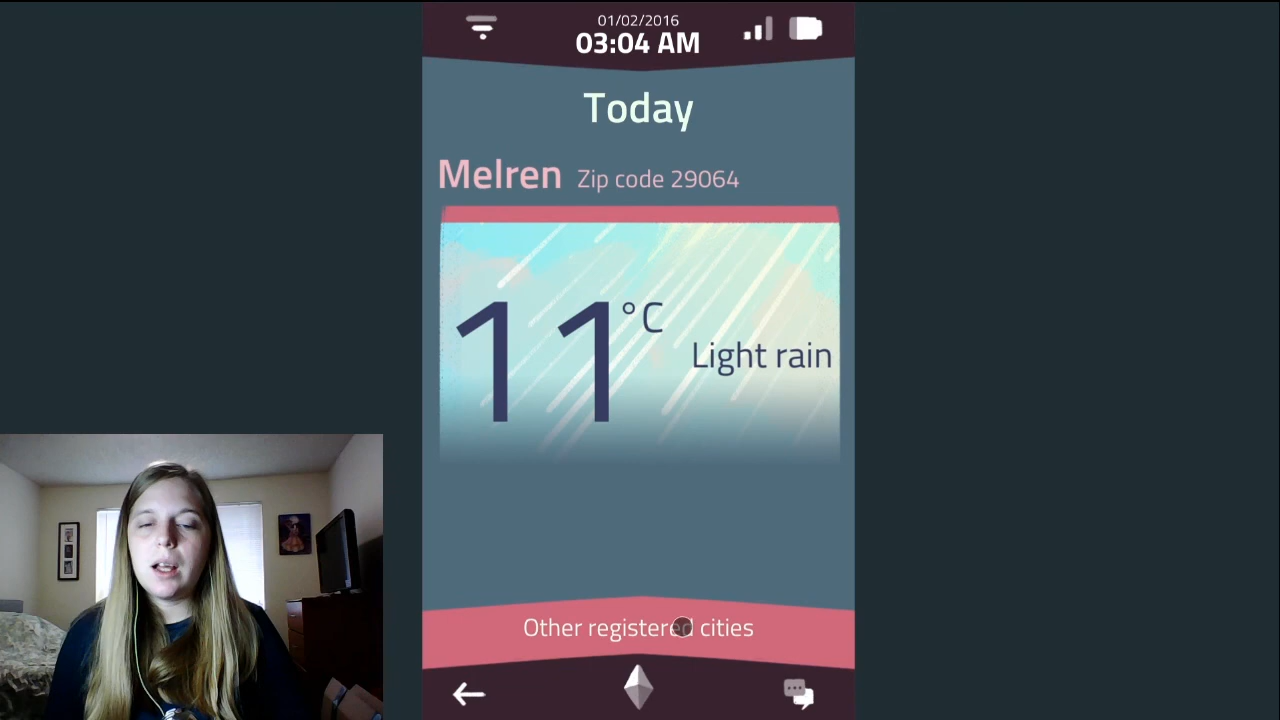 01/02/2016
03:04 AM
Today
Melren Zip code 29064
11°C
Light rain
Other registered cities